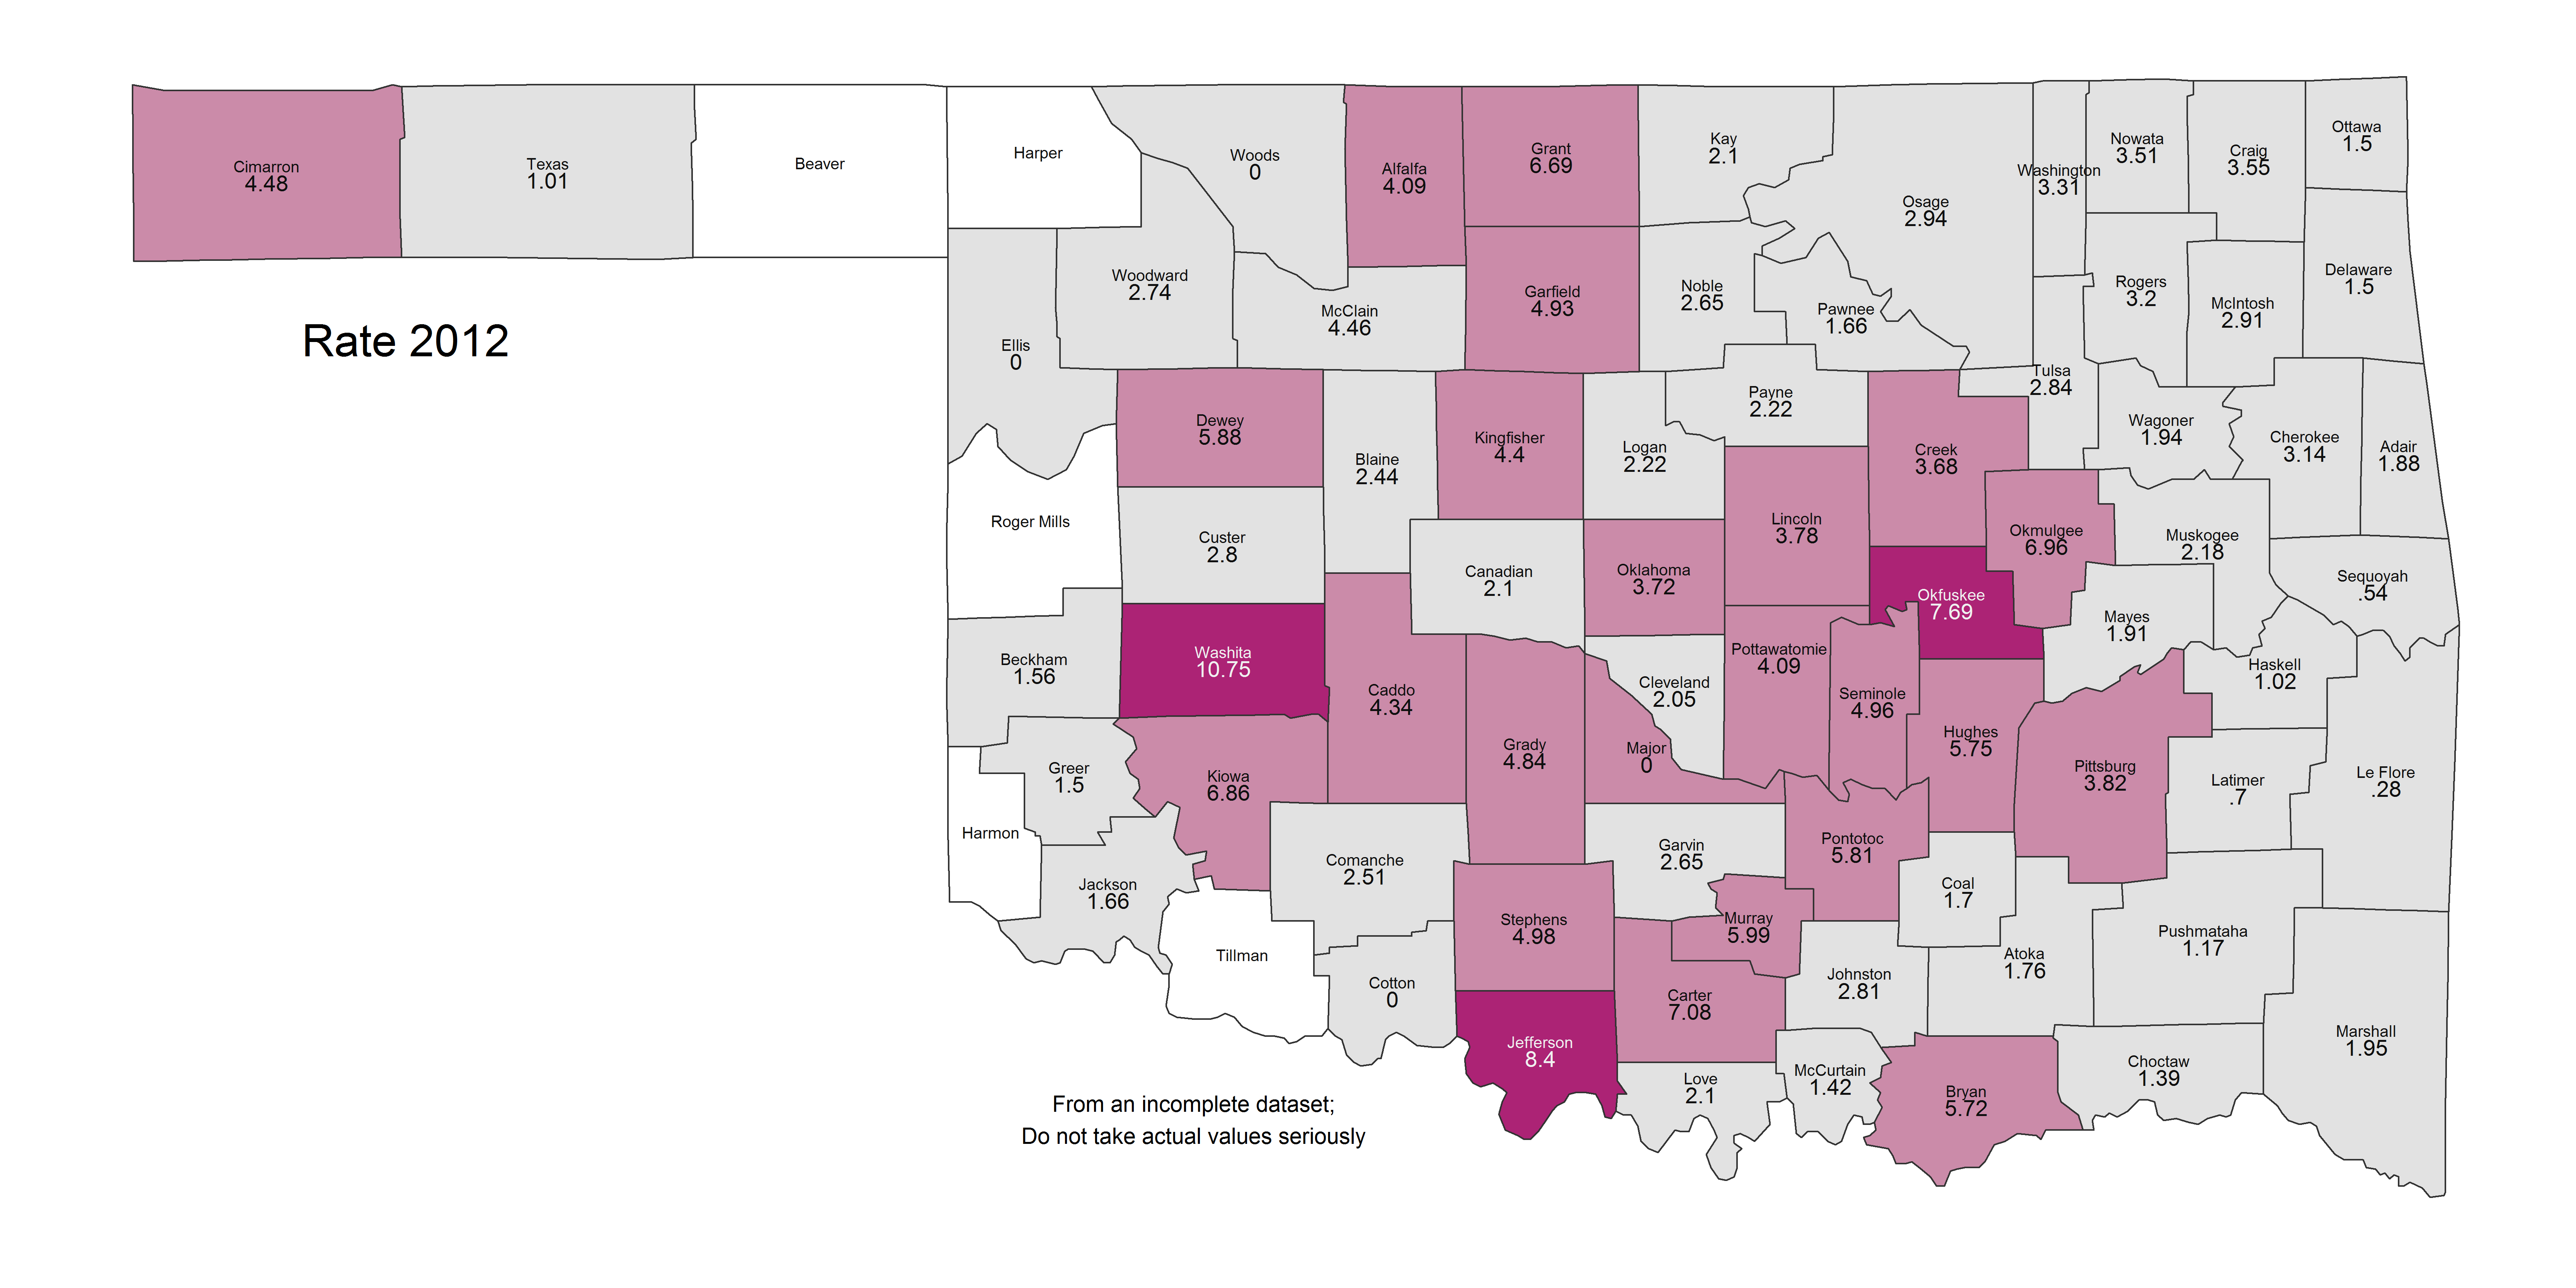 Cimarron
4.48
Texas
1.01
Beaver
Harper
Woods
0
Alfalfa
4.09
Grant
6.69
Kay
2.1
Osage
2.94
Washington
3.31
Nowata
3.51
Craig
3.55
Ottawa
1.5
Rate 2012
Ellis
0
Woodward
2.74
McClain
4.46
Garfield
4.93
Noble
2.65
Pawnee
1.66
Rogers
3.2
McIntosh
2.91
Delaware
1.5
Dewey
5.88
Blaine
2.44
Kingfisher
4.4
Logan
2.22
Payne
2.22
Creek
3.68
Tulsa
2.84
Wagoner
1.94
Cherokee
3.14
Adair
1.88
Roger Mills
Custer
2.8
Canadian
2.1
Oklahoma
3.72
Lincoln
3.78
Okmulgee
6.96
Muskogee
2.18
Sequoyah
.54
Beckham
1.56
Washita
10.75
Caddo
4.34
Grady
4.84
Cleveland
2.05
Major
0
Pottawatomie
4.09
Seminole
4.96
Okfuskee
7.69
Hughes
5.75
Mayes
1.91
Pittsburg
3.82
Haskell
1.02
Latimer
.7
Le Flore
.28
Greer
1.5
Kiowa
6.86
Harmon
Jackson
1.66
Comanche
2.51
Stephens
4.98
Garvin
2.65
Murray
5.99
Pontotoc
5.81
Coal
1.7
Atoka
1.76
Pushmataha
1.17
Tillman
Cotton
0
Jefferson
8.4
Carter
7.08
Johnston
2.81
Love
2.1
McCurtain
1.42
Bryan
5.72
Choctaw
1.39
Marshall
1.95
From an incomplete dataset;
Do not take actual values seriously